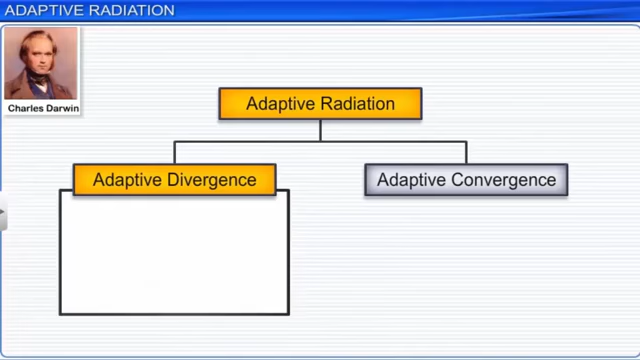 ADAPTIVE RADIATION
Charles Darwin
Adaptive Radiation
Adaptive Divergence
Adaptive Convergence